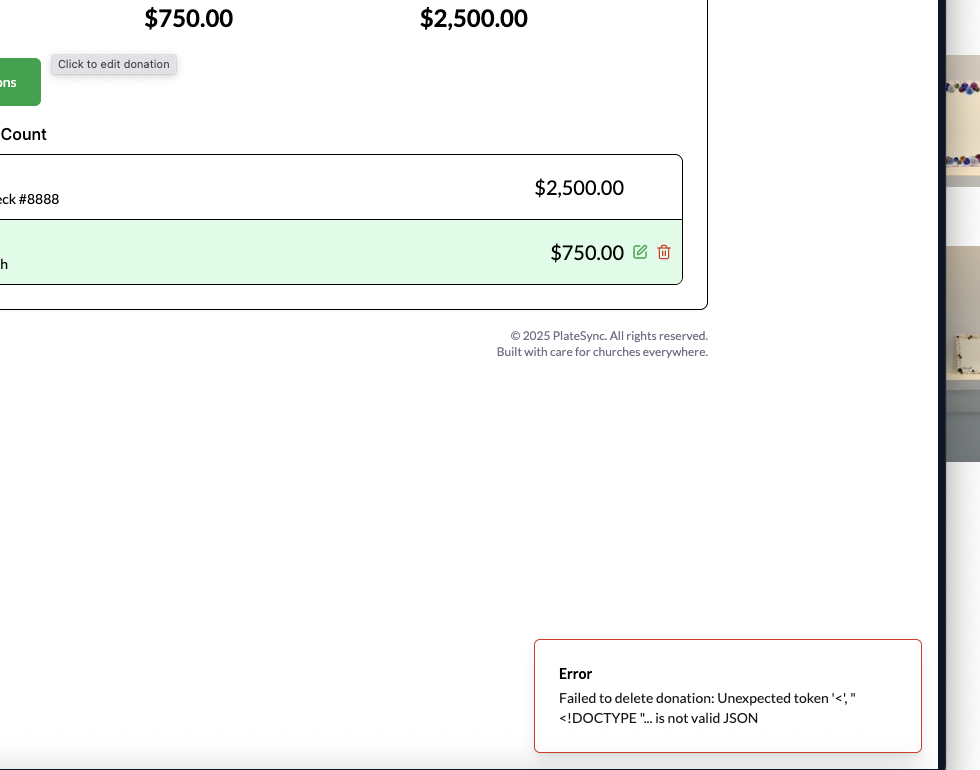 $750.00 $2,500.00
Click to edit donation
ons
Count
$2,500.00
eck #8888
$750.00
h
© 2025 PlateSync. All rights reserved.
Built with care for churches everywhere.
Error
Failed to delete donation: Unexpected token '<', "
<!DOCTYPE "... is not valid JSON